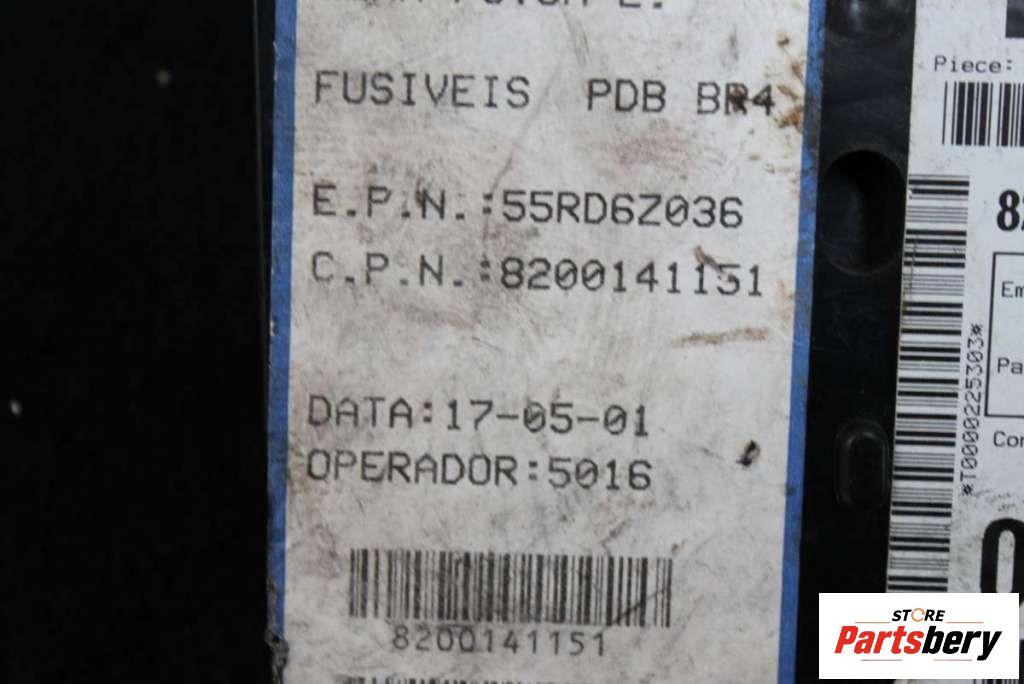 FUSIVEIS PDB BR4
E.P.N.:55RD6Z036
C.P.N.:8200141151
DATA:17-05-01
OPERADOR:5016
8200141151
Piece:
*T0000225303*
STORE
Partsbery